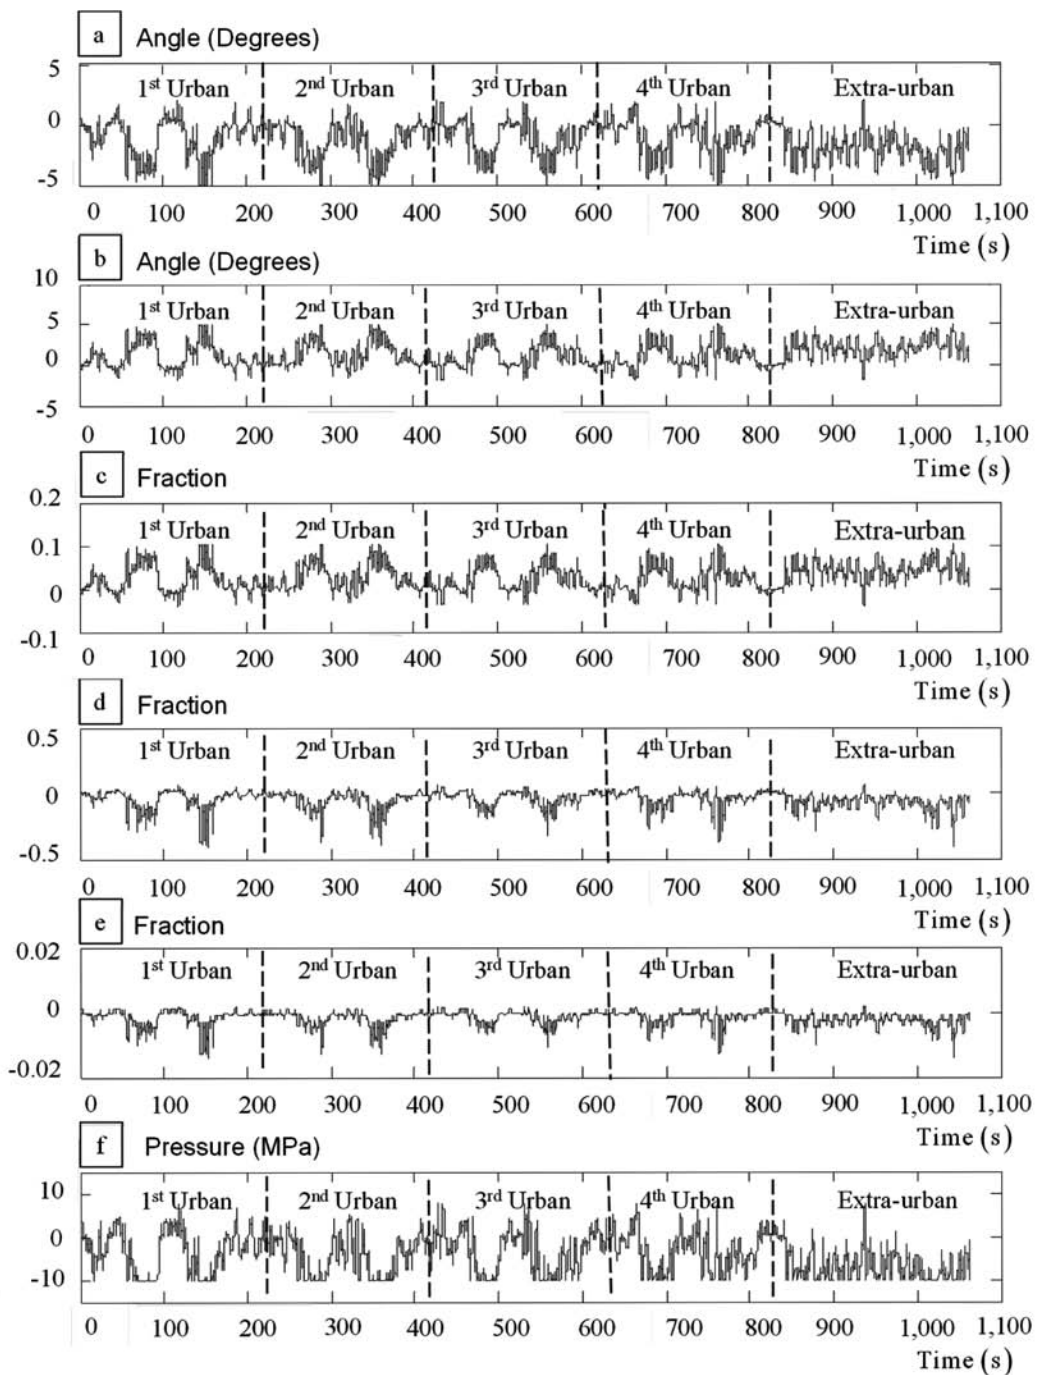 a Angle (Degrees)
5
1st Urban 2nd Urban 3rd Urban 4th Urban Extra-urban
0
-5
0 100 200 300 400 500 600 700 800 900 1,000 1,100
Time (s)
b Angle (Degrees)
10
1st Urban 2nd Urban 3rd Urban 4th Urban Extra-urban
5
0
-5
0 100 200 300 400 500 600 700 800 900 1,000 1,100
Time (s)
c Fraction
0.2
1st Urban 2nd Urban 3rd Urban 4th Urban Extra-urban
0.1
0
-0.1
0 100 200 300 400 500 600 700 800 900 1,000 1,100
Time (s)
d Fraction
0.5
1st Urban 2nd Urban 3rd Urban 4th Urban Extra-urban
0
-0.5
0 100 200 300 400 500 600 700 800 900 1,000 1,100
Time (s)
e Fraction
0.02
1st Urban 2nd Urban 3rd Urban 4th Urban Extra-urban
0
-0.02
0 100 200 300 400 500 600 700 800 900 1,000 1,100
Time (s)
f Pressure (MPa)
10
1st Urban 2nd Urban 3rd Urban 4th Urban Extra-urban
0
-10
0 100 200 300 400 500 600 700 800 900 1,000 1,100
Time (s)